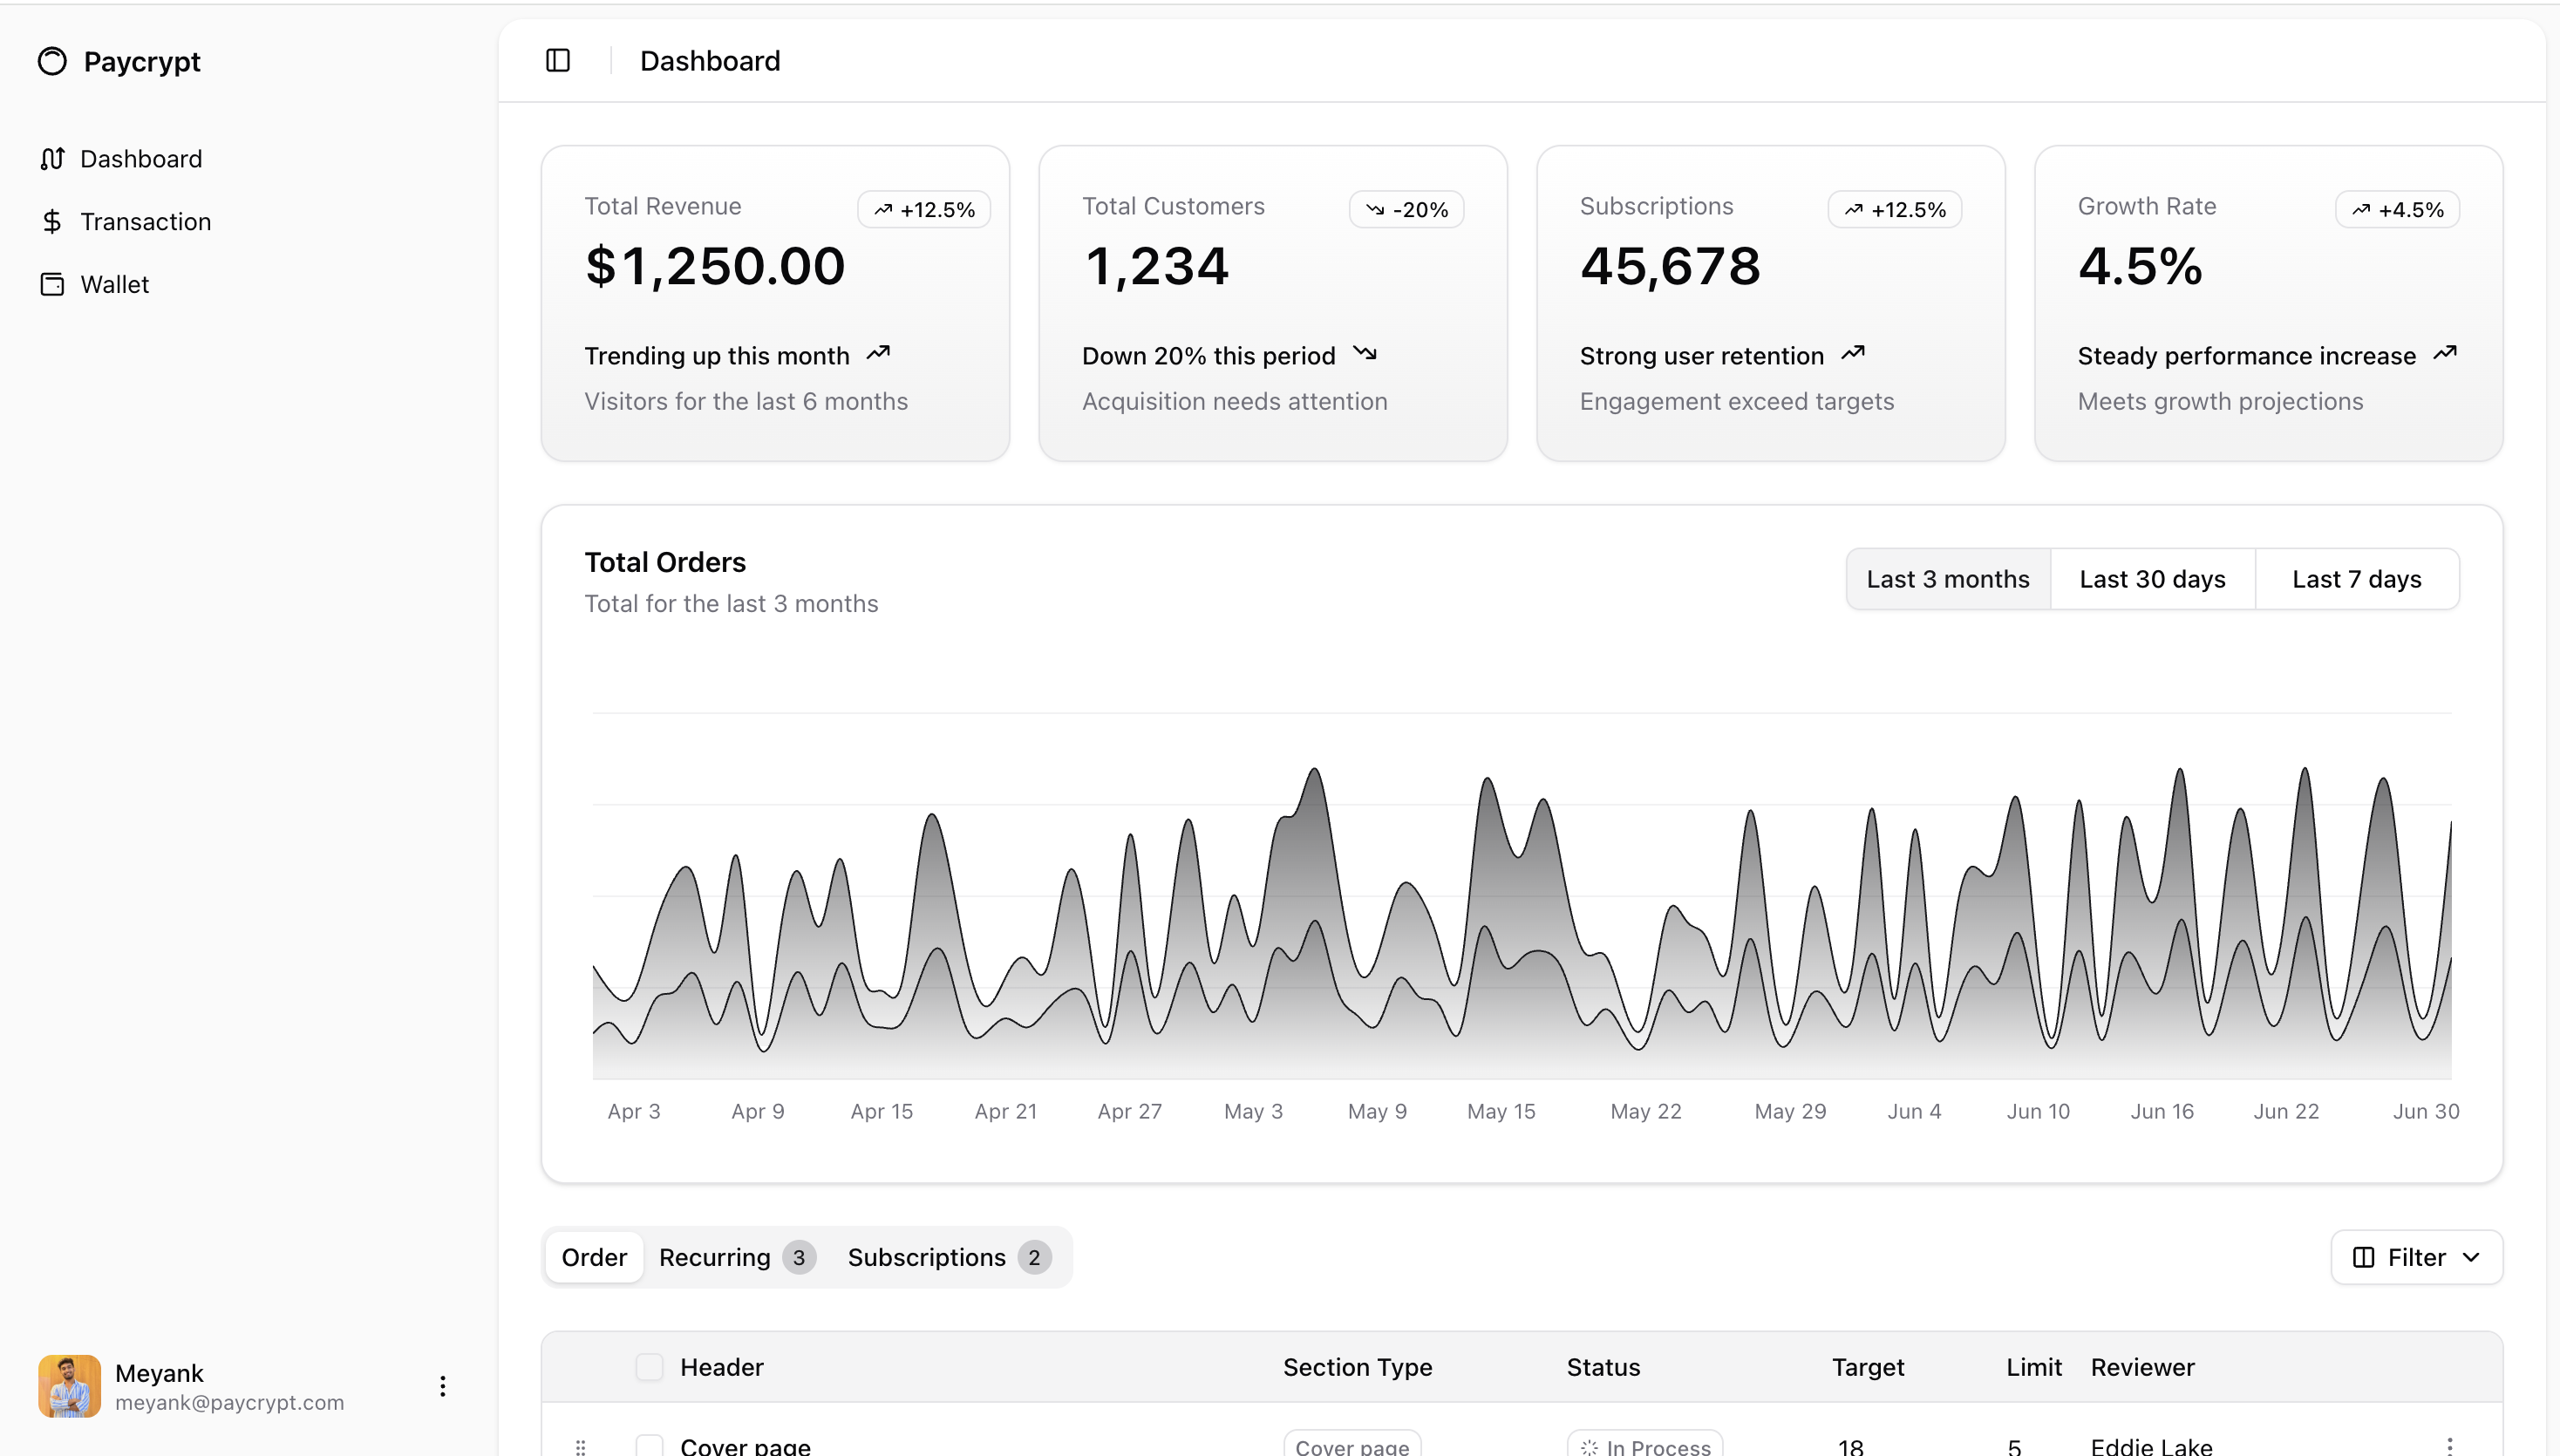 Paycrypt
Dashboard
Transaction
Wallet
Meyank
meyank@paycrypt.com
Dashboard
Total Revenue
+12.5%
$1,250.00
Trending up this month
Visitors for the last 6 months
Total Customers
-20%
1,234
Down 20% this period
Acquisition needs attention
Subscriptions
+12.5%
45,678
Strong user retention
Engagement exceed targets
Growth Rate
+4.5%
4.5%
Steady performance increase
Meets growth projections
Total Orders
Total for the last 3 months
Last 3 months Last 30 days Last 7 days
Apr 3 Apr 9 Apr 15 Apr 21 Apr 27 May 3 May 9 May 15 May 22 May 29 Jun 4 Jun 10 Jun 16 Jun 22 Jun 30
Order Recurring 3 Subscriptions 2
Filter
Header Section Type Status Target Limit Reviewer
Cover page Cover page In Process 18 5 Eddie Lake